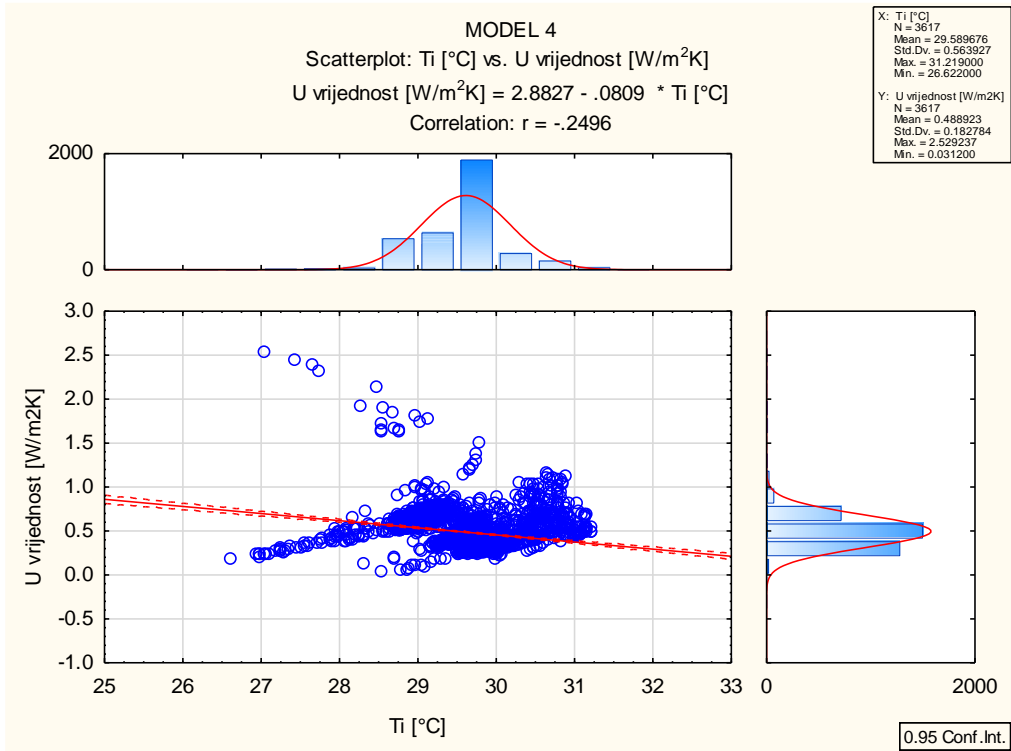 MODEL 4
Scatterplot: Ti [°C] vs. U vrijednost [W/m²K]
U vrijednost [W/m²K] = 2.8827 - .0809 * Ti [°C]
Correlation: r = -.2496
X: Ti [°C]
N = 3617
Mean = 29.589676
Std.Dv. = 0.563927
Max. = 31.219000
Min. = 26.622000
Y: U vrijednost [W/m2K]
N = 3617
Mean = 0.488923
Std.Dv. = 0.182784
Max. = 2.529237
Min. = 0.031200
2000
0
U vrijednost [W/m2K]
3.0
2.5
2.0
1.5
1.0
0.5
0.0
-0.5
-1.0
25 26 27 28 29 30 31 32 33
Ti [°C]
0 2000
0.95 Conf.Int.